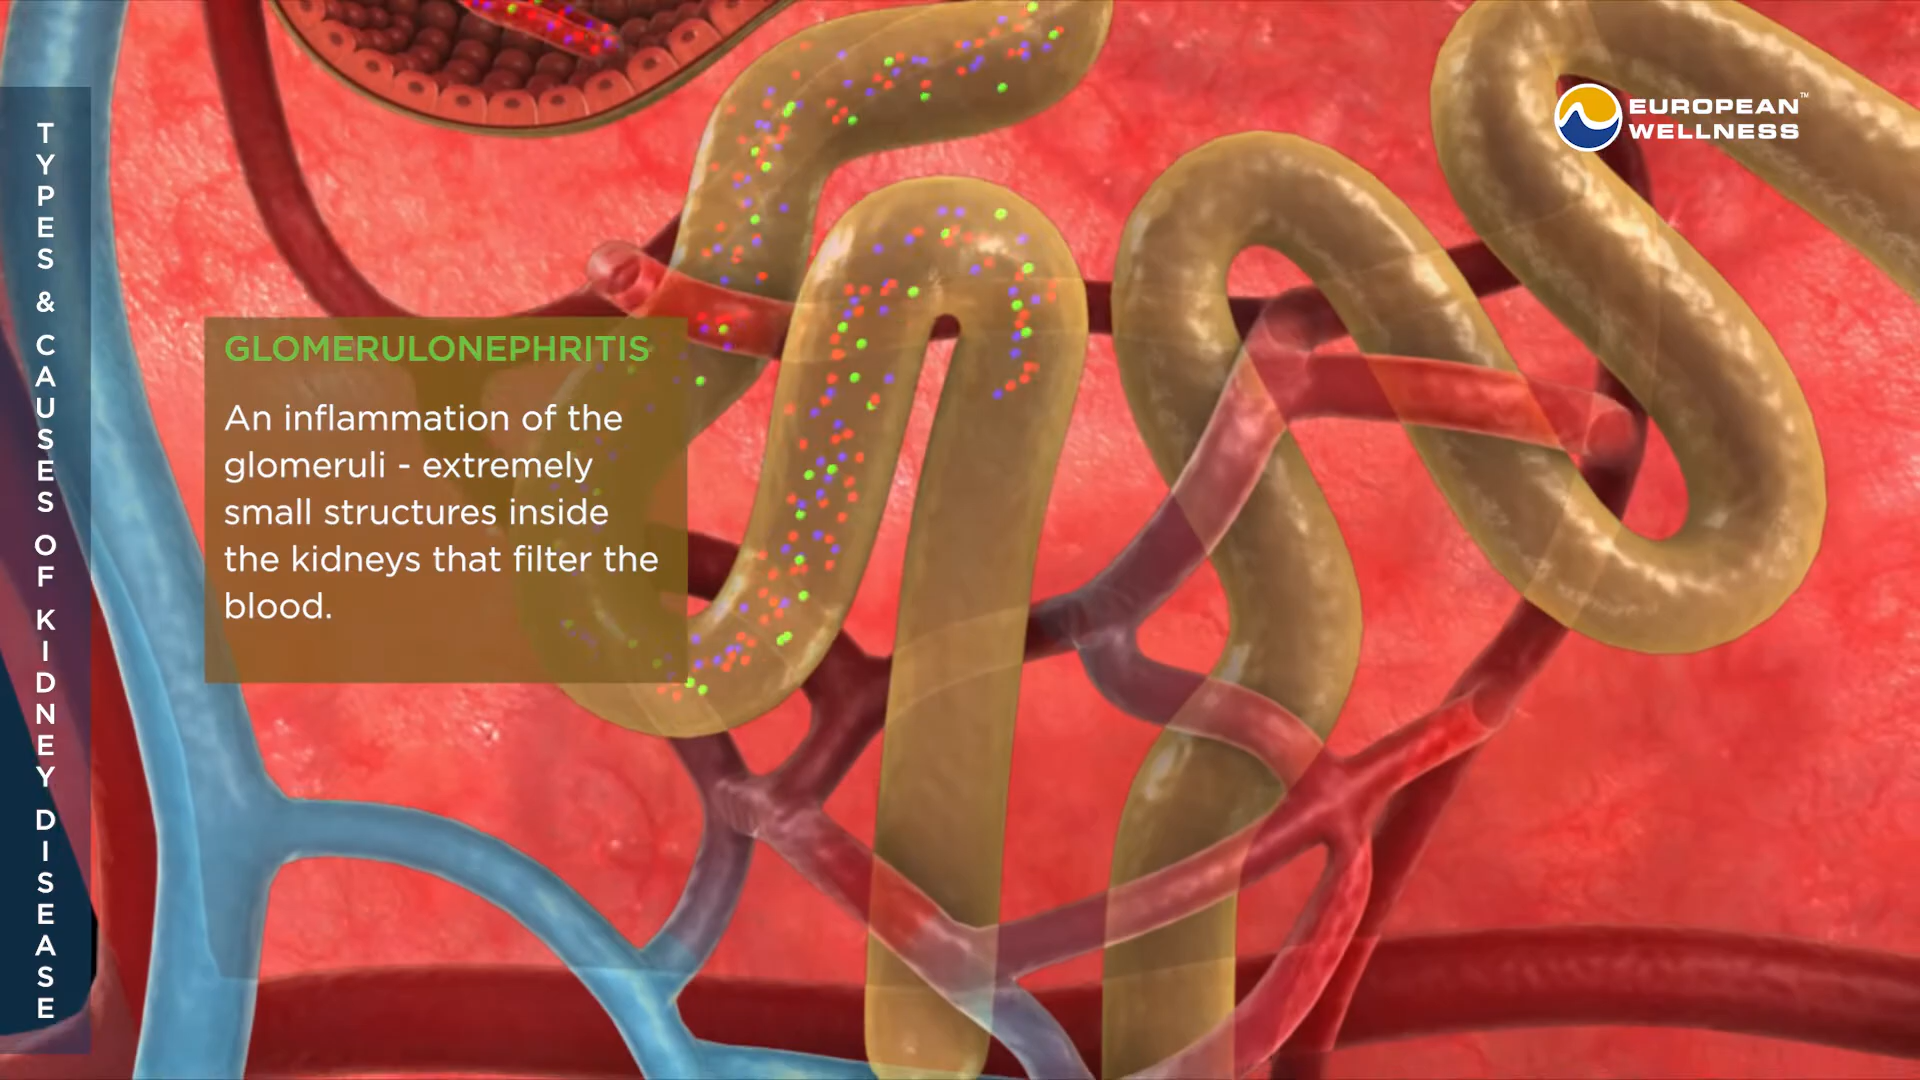 TYPES & CAUSES OF KIDNEY DISEASE
EUROPEAN™
WELLNESS
GLOMERULONEPHRITIS
An inflammation of the
glomeruli - extremely
small structures inside
the kidneys that filter the
blood.